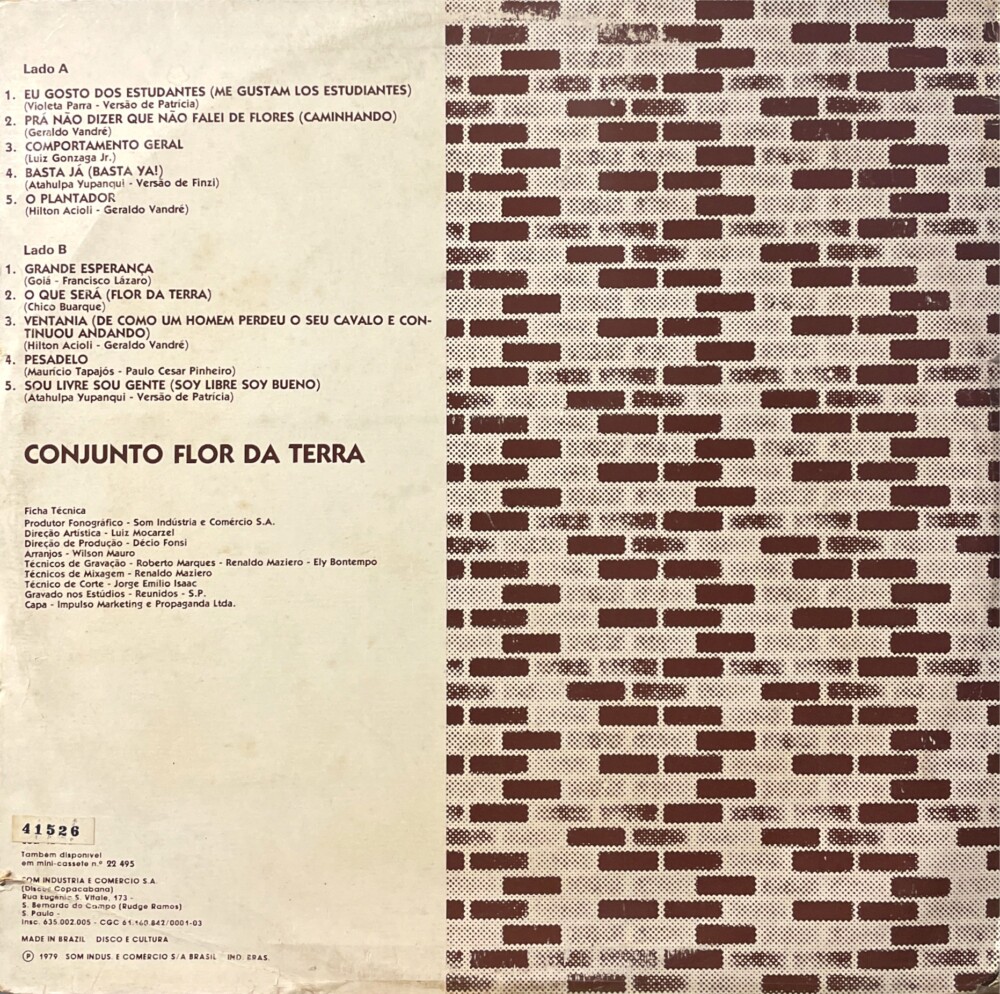 Lado A
1. EU GOSTO DOS ESTUDANTES (ME GUSTAM LOS ESTUDIANTES)
(Violeta Parra - Versão de Patrícia)
2. PRÁ NÃO DIZER QUE NÃO FALEI DE FLORES (CAMINHANDO)
(Geraldo Vandré)
3. COMPORTAMENTO GERAL
(Luiz Gonzaga Jr.)
4. BASTA JÁ (BASTA YA!)
(Atahulpa Yupanqui - Versão de Finzi)
5. O PLANTADOR
(Hilton Acioli - Geraldo Vandré)
Lado B
1. GRANDE ESPERANÇA
(Goiá - Francisco Lázaro)
2. O QUE SERÁ (FLOR DA TERRA)
(Chico Buarque)
3. VENTANIA (DE COMO UM HOMEM PERDEU O SEU CAVALO E CON-
TINUOU ANDANDO)
(Hilton Acioli - Geraldo Vandré)
4. PESADELO
(Maurício Tapajós - Paulo Cesar Pinheiro)
5. SOU LIVRE SOU GENTE (SOY LIBRE SOY BUENO)
(Atahulpa Yupanqui - Versão de Patrícia)
CONJUNTO FLOR DA TERRA
Ficha Técnica
Produtor Fonográfico - Som Indústria e Comércio S.A.
Direção Artística - Luiz Mocarzel
Direção de Produção - Décio Fonsi
Arranjos - Wilson Mauro
Técnicos de Gravação - Roberto Marques - Renaldo Maziero - Ely Bontempo
Técnicos de Mixagem - Renaldo Maziero
Técnico de Corte - Jorge Emílio Isaac
Gravado nos Estúdios - Reunidos - S.P.
Capa - Impulso Marketing e Propaganda Ltda.
41526
Tambem disponivel
em mini-cassete n.º 22 495
SOM INDUSTRIA E COMERCIO S.A.
(Discos Copacabana)
Rua Eugênio S. Vitale, 173 -
S. Bernardo do Campo (Rudge Ramos)
S. Paulo -
Insc. 635.002.005 - CGC 61.160.842/0001-03
MADE IN BRAZIL DISCO E CULTURA
Ⓟ 1979 SOM INDUS. E COMERCIO S/A BRASIL IND. BRAS.